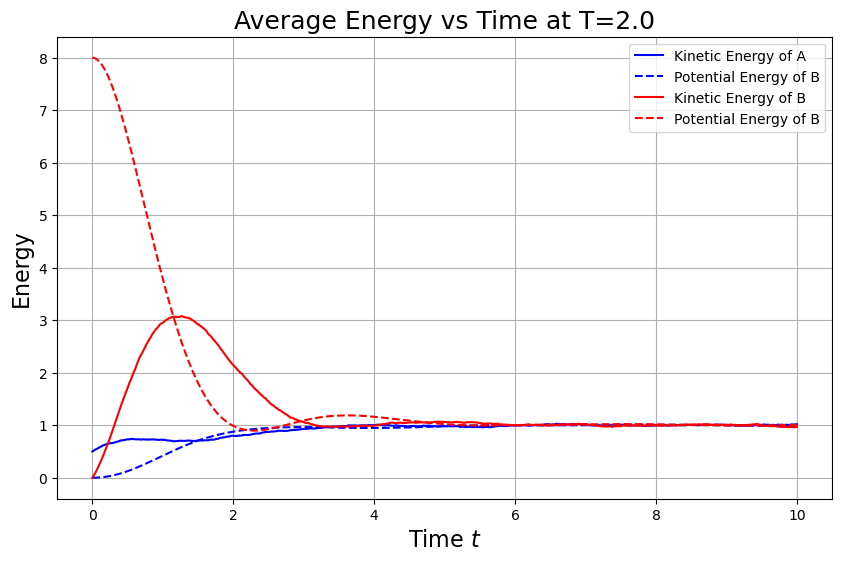 Average Energy vs Time at T=2.0
Kinetic Energy of A
Potential Energy of B
Kinetic Energy of B
Potential Energy of B
Energy
8
7
6
5
4
3
2
1
0
0 2 4 6 8 10
Time t